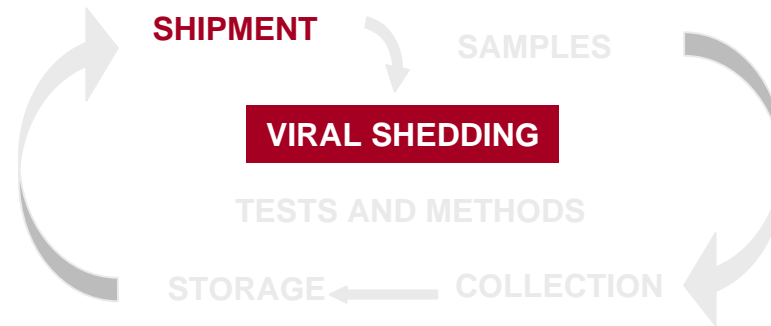 SHIPMENT
SAMPLES
VIRAL SHEDDING
TESTS AND METHODS
STORAGE
COLLECTION